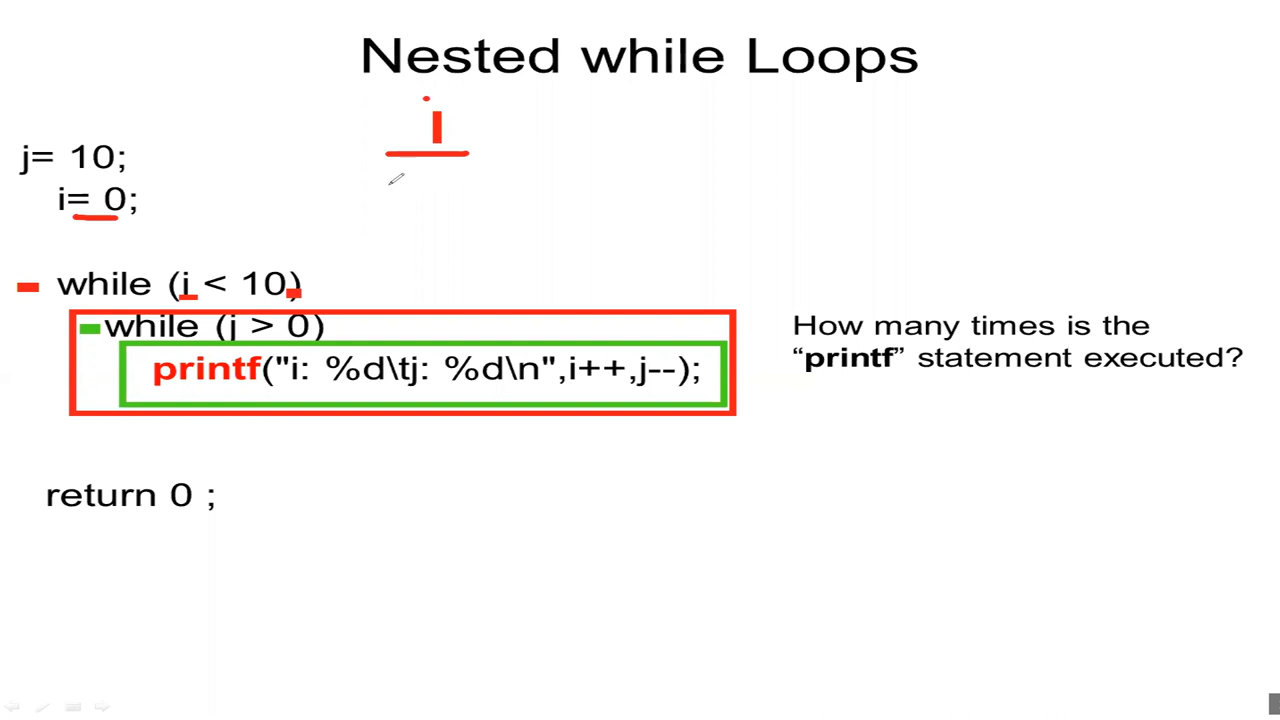 Nested while Loops
i
j= 10;
i= 0;
while (i < 10)
while (j > 0)
printf("i: %d\tj: %d\n",i++,j--);
How many times is the
“printf” statement executed?
return 0 ;